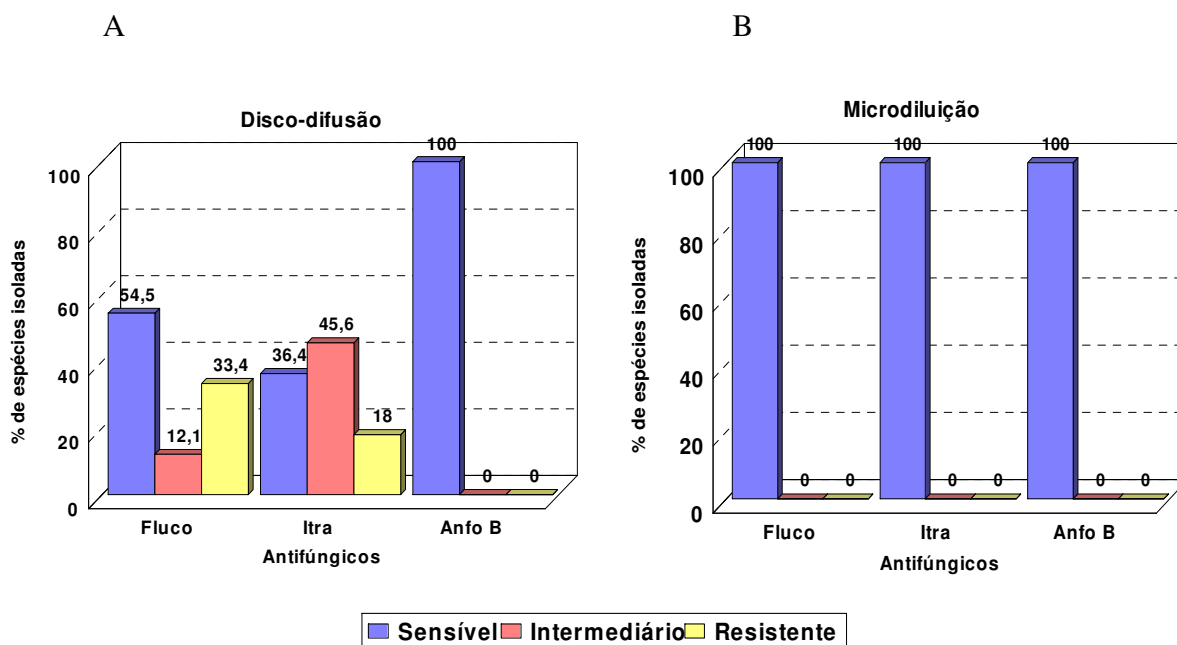 A
B
Disco-difusão
% de espécies isoladas
100
80
60
40
20
0
54,5
12,1
33,4
36,4
45,6
18
100
0
0
Fluco
Itra
Anfo B
Antifúngicos
Microdiluição
% de espécies isoladas
100
80
60
40
20
0
100
0
0
100
0
0
100
0
0
Fluco
Itra
Anfo B
Antifúngicos
Sensível
Intermediário
Resistente